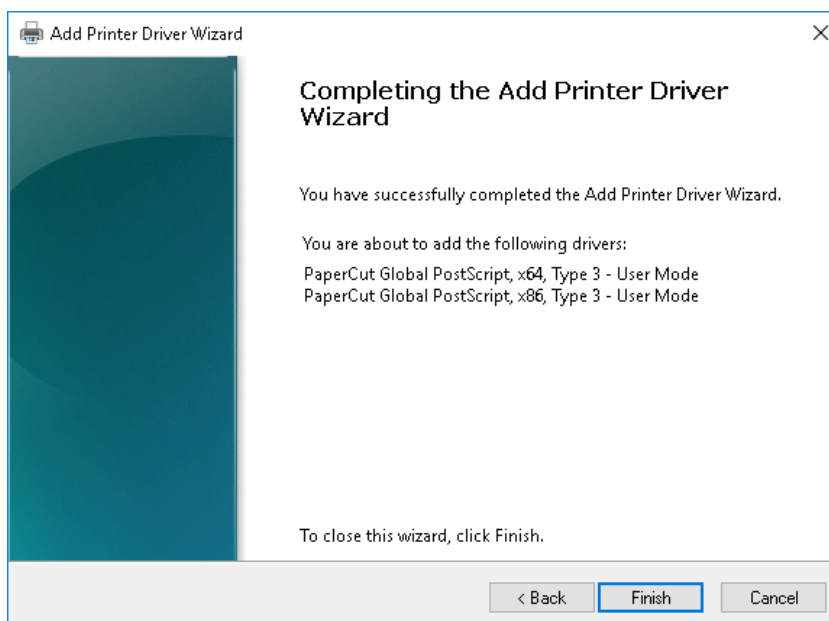 Add Printer Driver Wizard
Completing the Add Printer Driver
Wizard
You have successfully completed the Add Printer Driver Wizard.
You are about to add the following drivers:
PaperCut Global PostScript, x64, Type 3 - User Mode
PaperCut Global PostScript, x86, Type 3 - User Mode
To close this wizard, click Finish.
< Back
Finish
Cancel